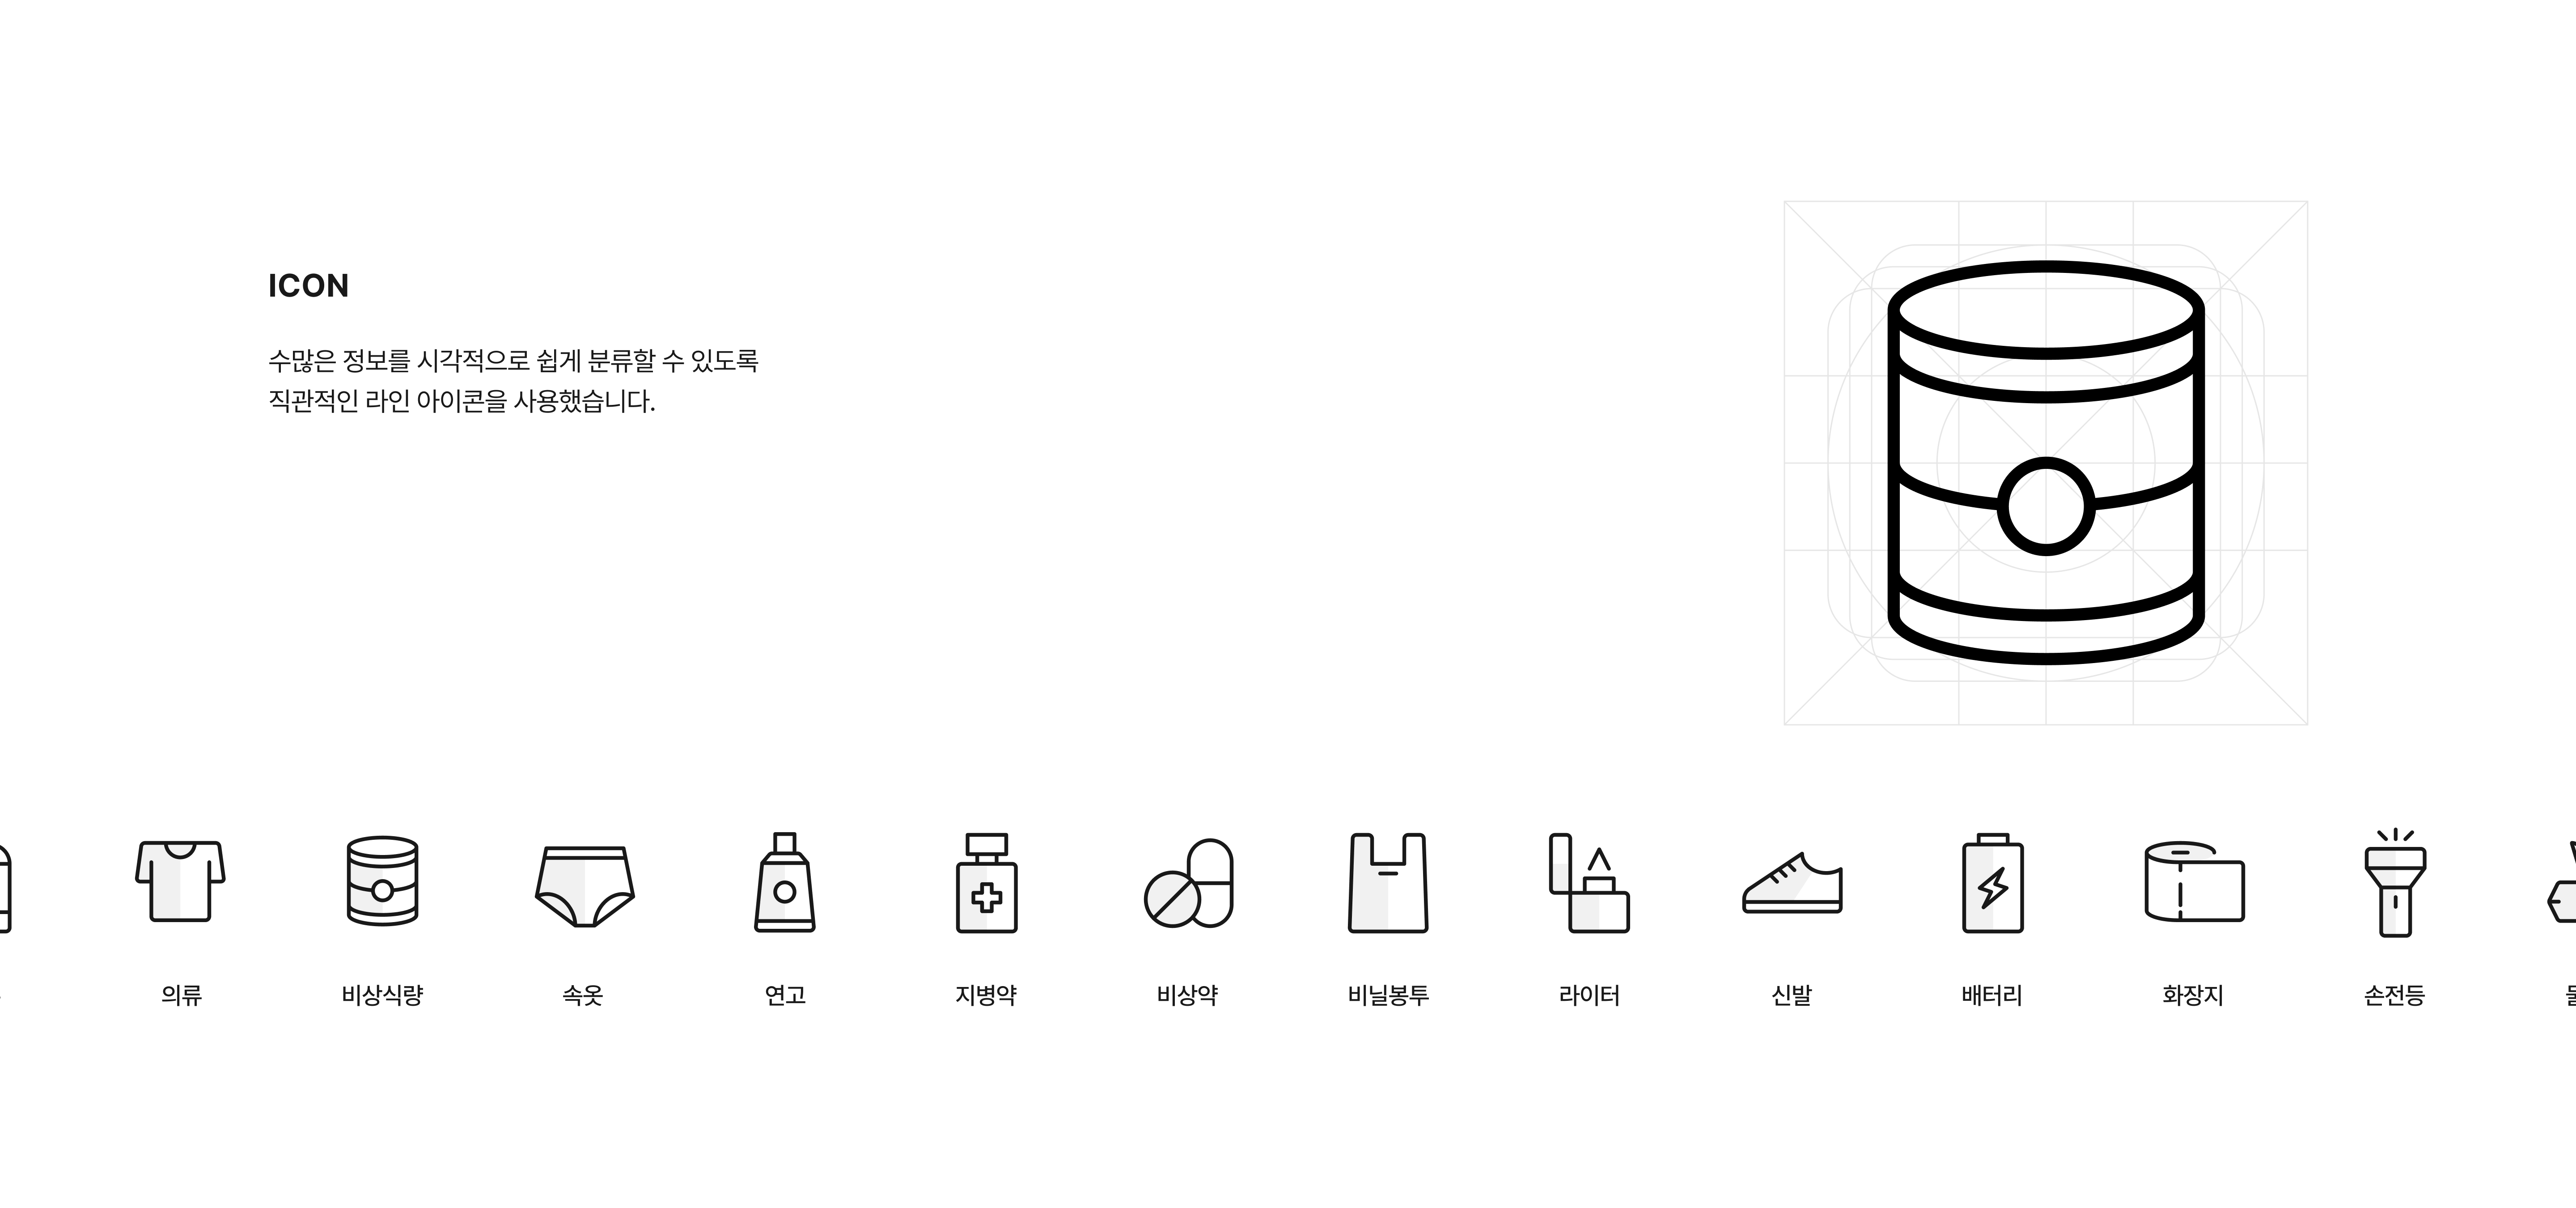 ICON
수많은 정보를 시각적으로 쉽게 분류할 수 있도록
직관적인 라인 아이콘을 사용했습니다.
의류
비상식량
속옷
연고
지병약
비상약
비닐봉투
라이터
신발
배터리
화장지
손전등